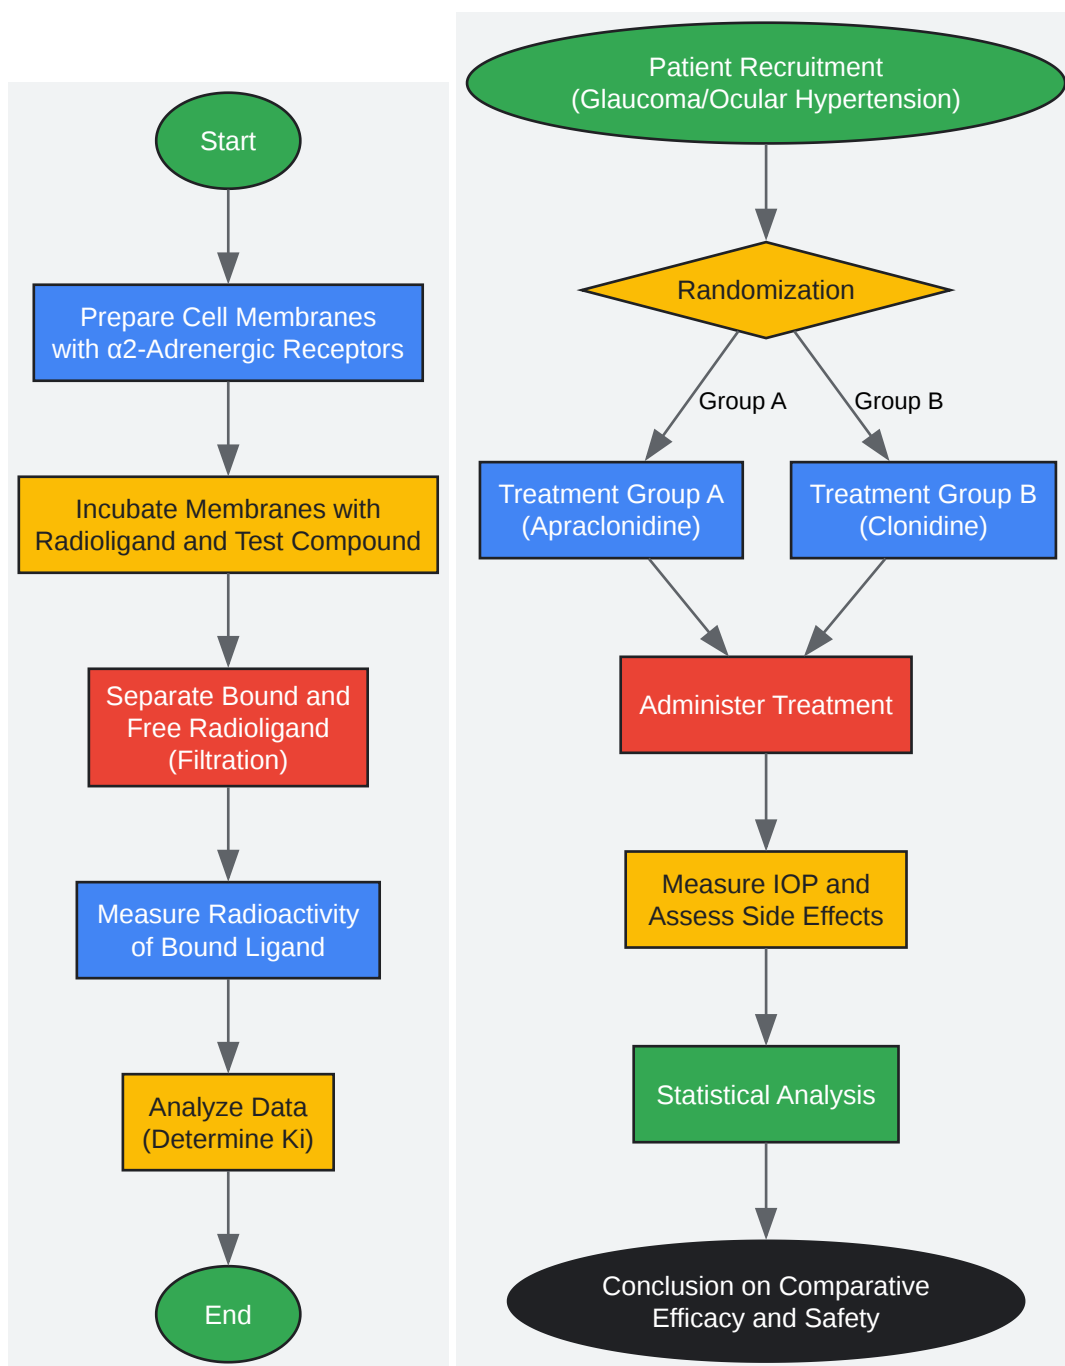 Start
Prepare Cell Membranes
with α2-Adrenergic Receptors
Incubate Membranes with
Radioligand and Test Compound
Separate Bound and
Free Radioligand
(Filtration)
Measure Radioactivity
of Bound Ligand
Analyze Data
(Determine Ki)
End
Patient Recruitment
(Glaucoma/Ocular Hypertension)
Randomization
Group A
Group B
Treatment Group A
(Apraclonidine)
Treatment Group B
(Clonidine)
Administer Treatment
Measure IOP and
Assess Side Effects
Statistical Analysis
Conclusion on Comparative
Efficacy and Safety